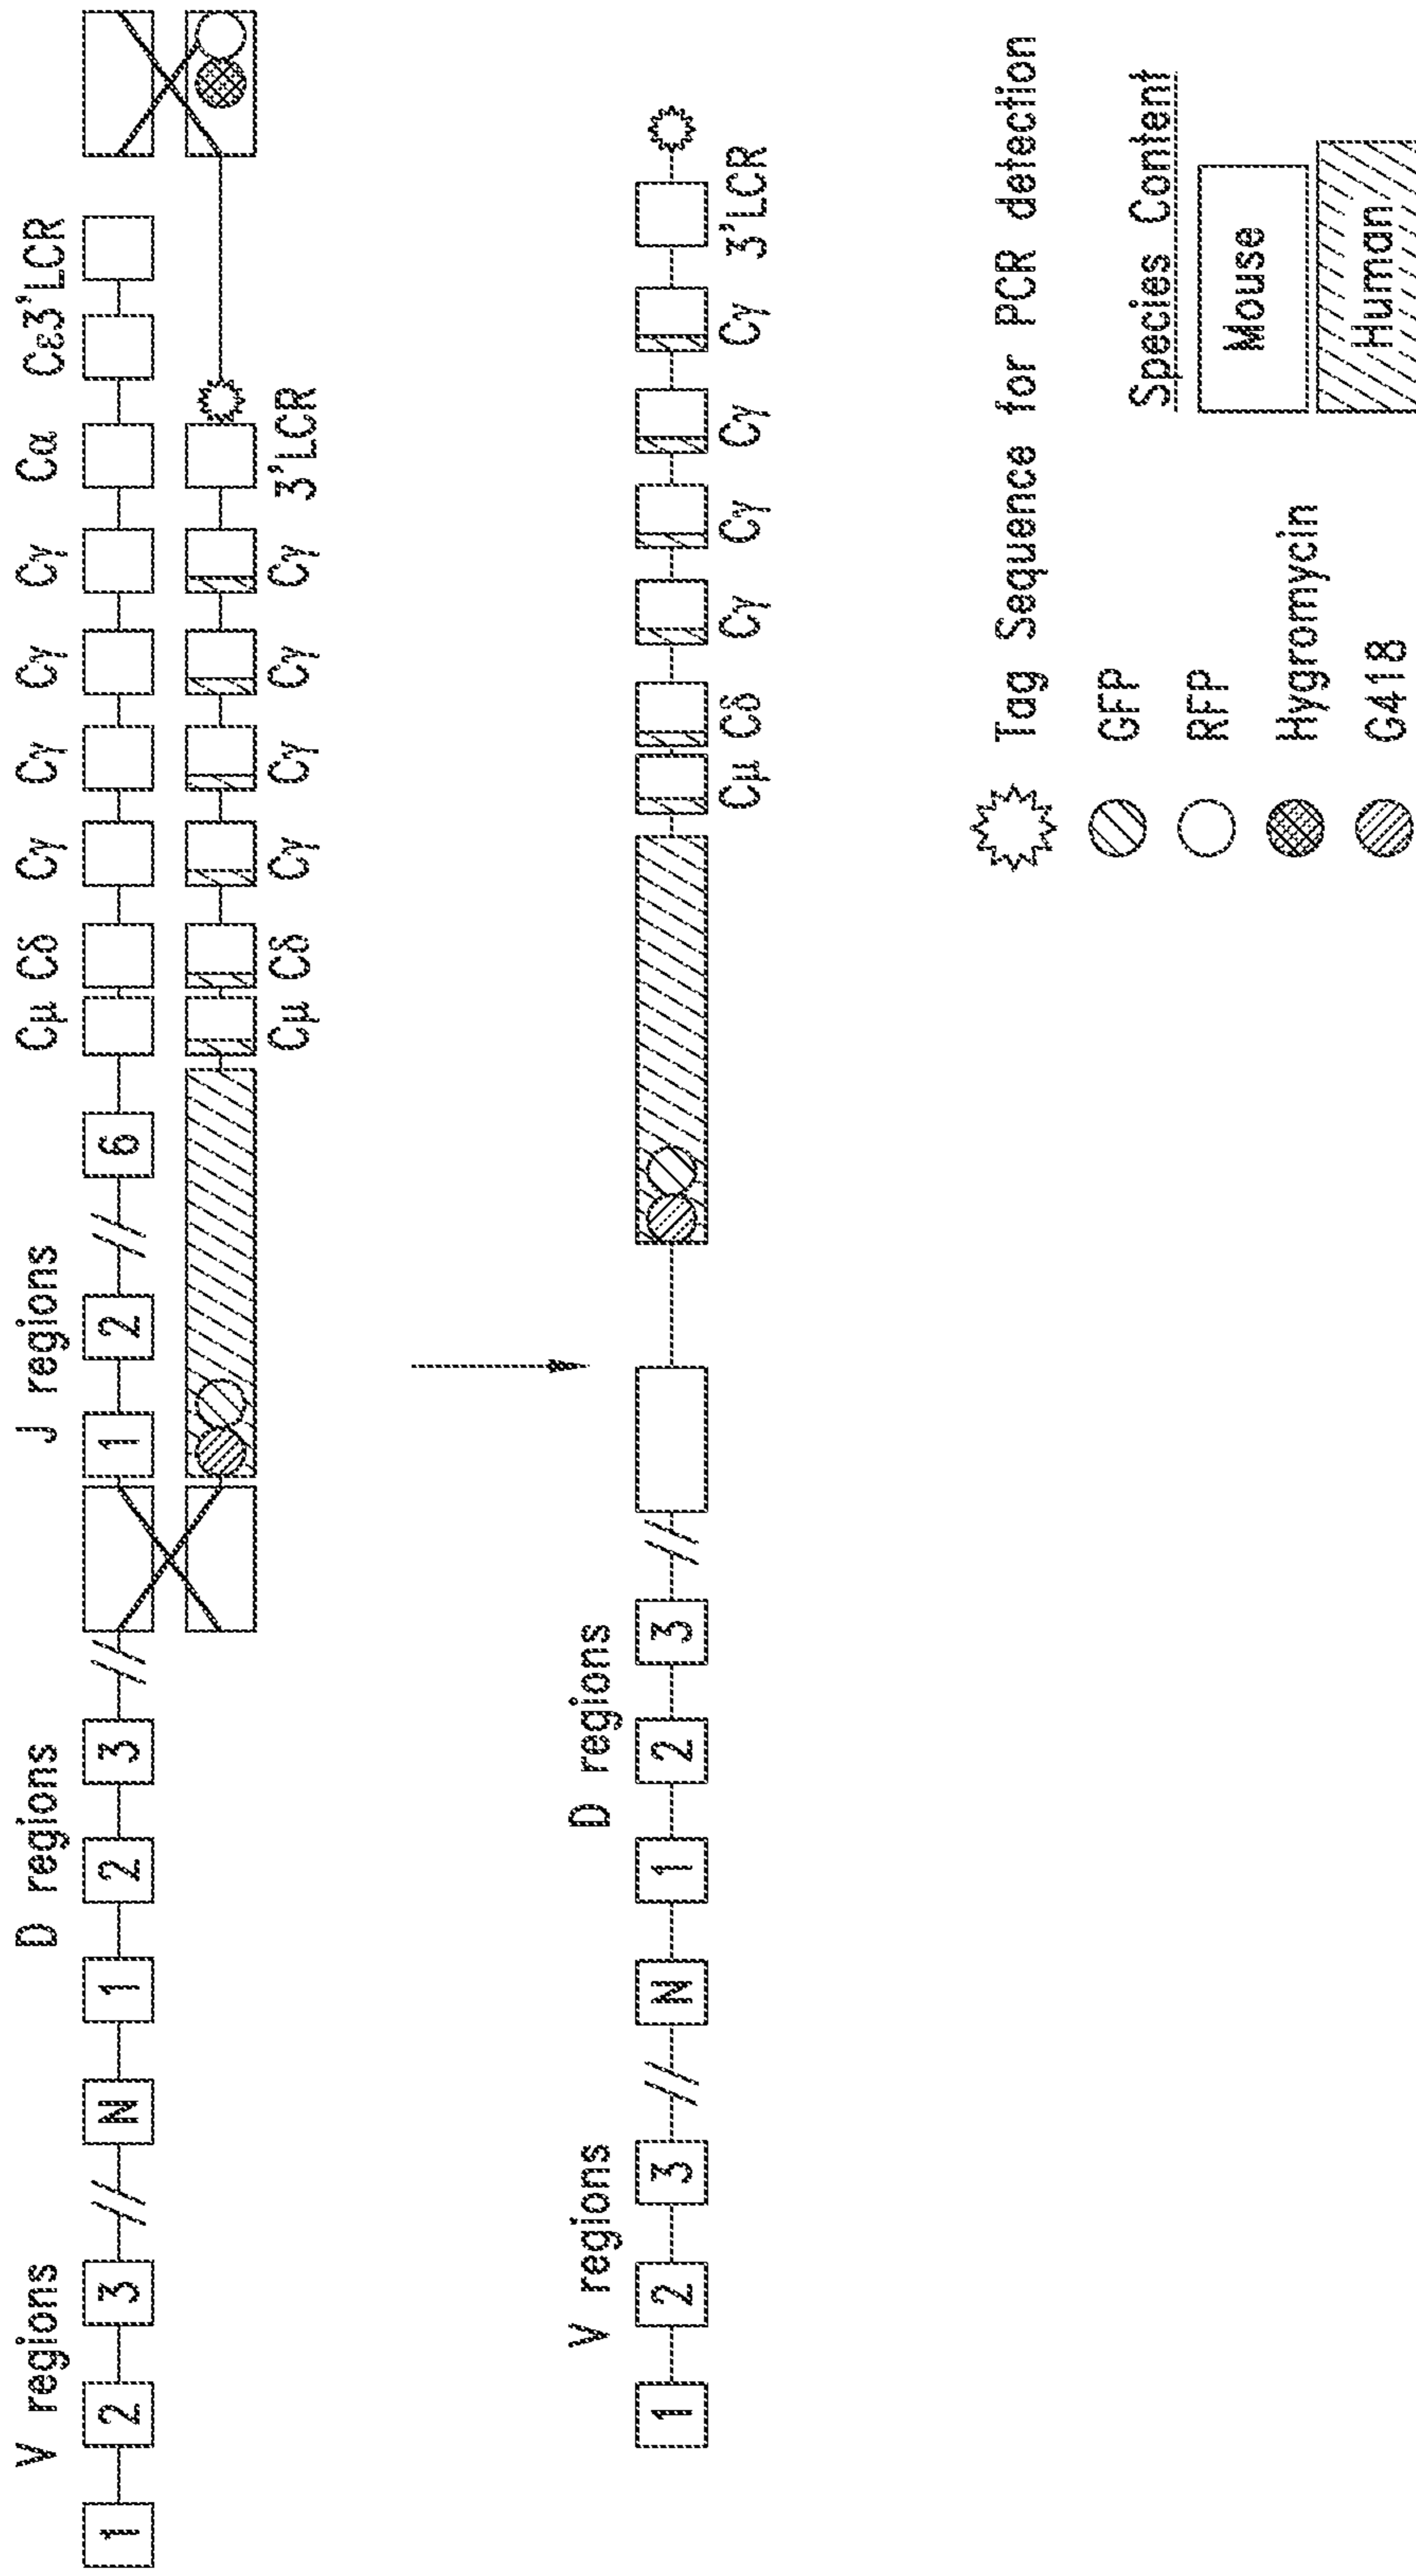 V regions D regions J regions Cμ Cδ Cγ Cγ Cγ Cγ Cα Cε3'LCR
1 2 // 3 // N 1 2 3 // 1 2 // 6
Cμ Cδ Cγ Cγ Cγ Cγ 3'LCR
V regions D regions
1 2 3 // N 1 2 3 //
Cμ Cδ Cγ Cγ Cγ Cγ 3'LCR
Tag Sequence for PCR detection
GFP
RFP
Hygromycin
G418
Species Content
Mouse
Human